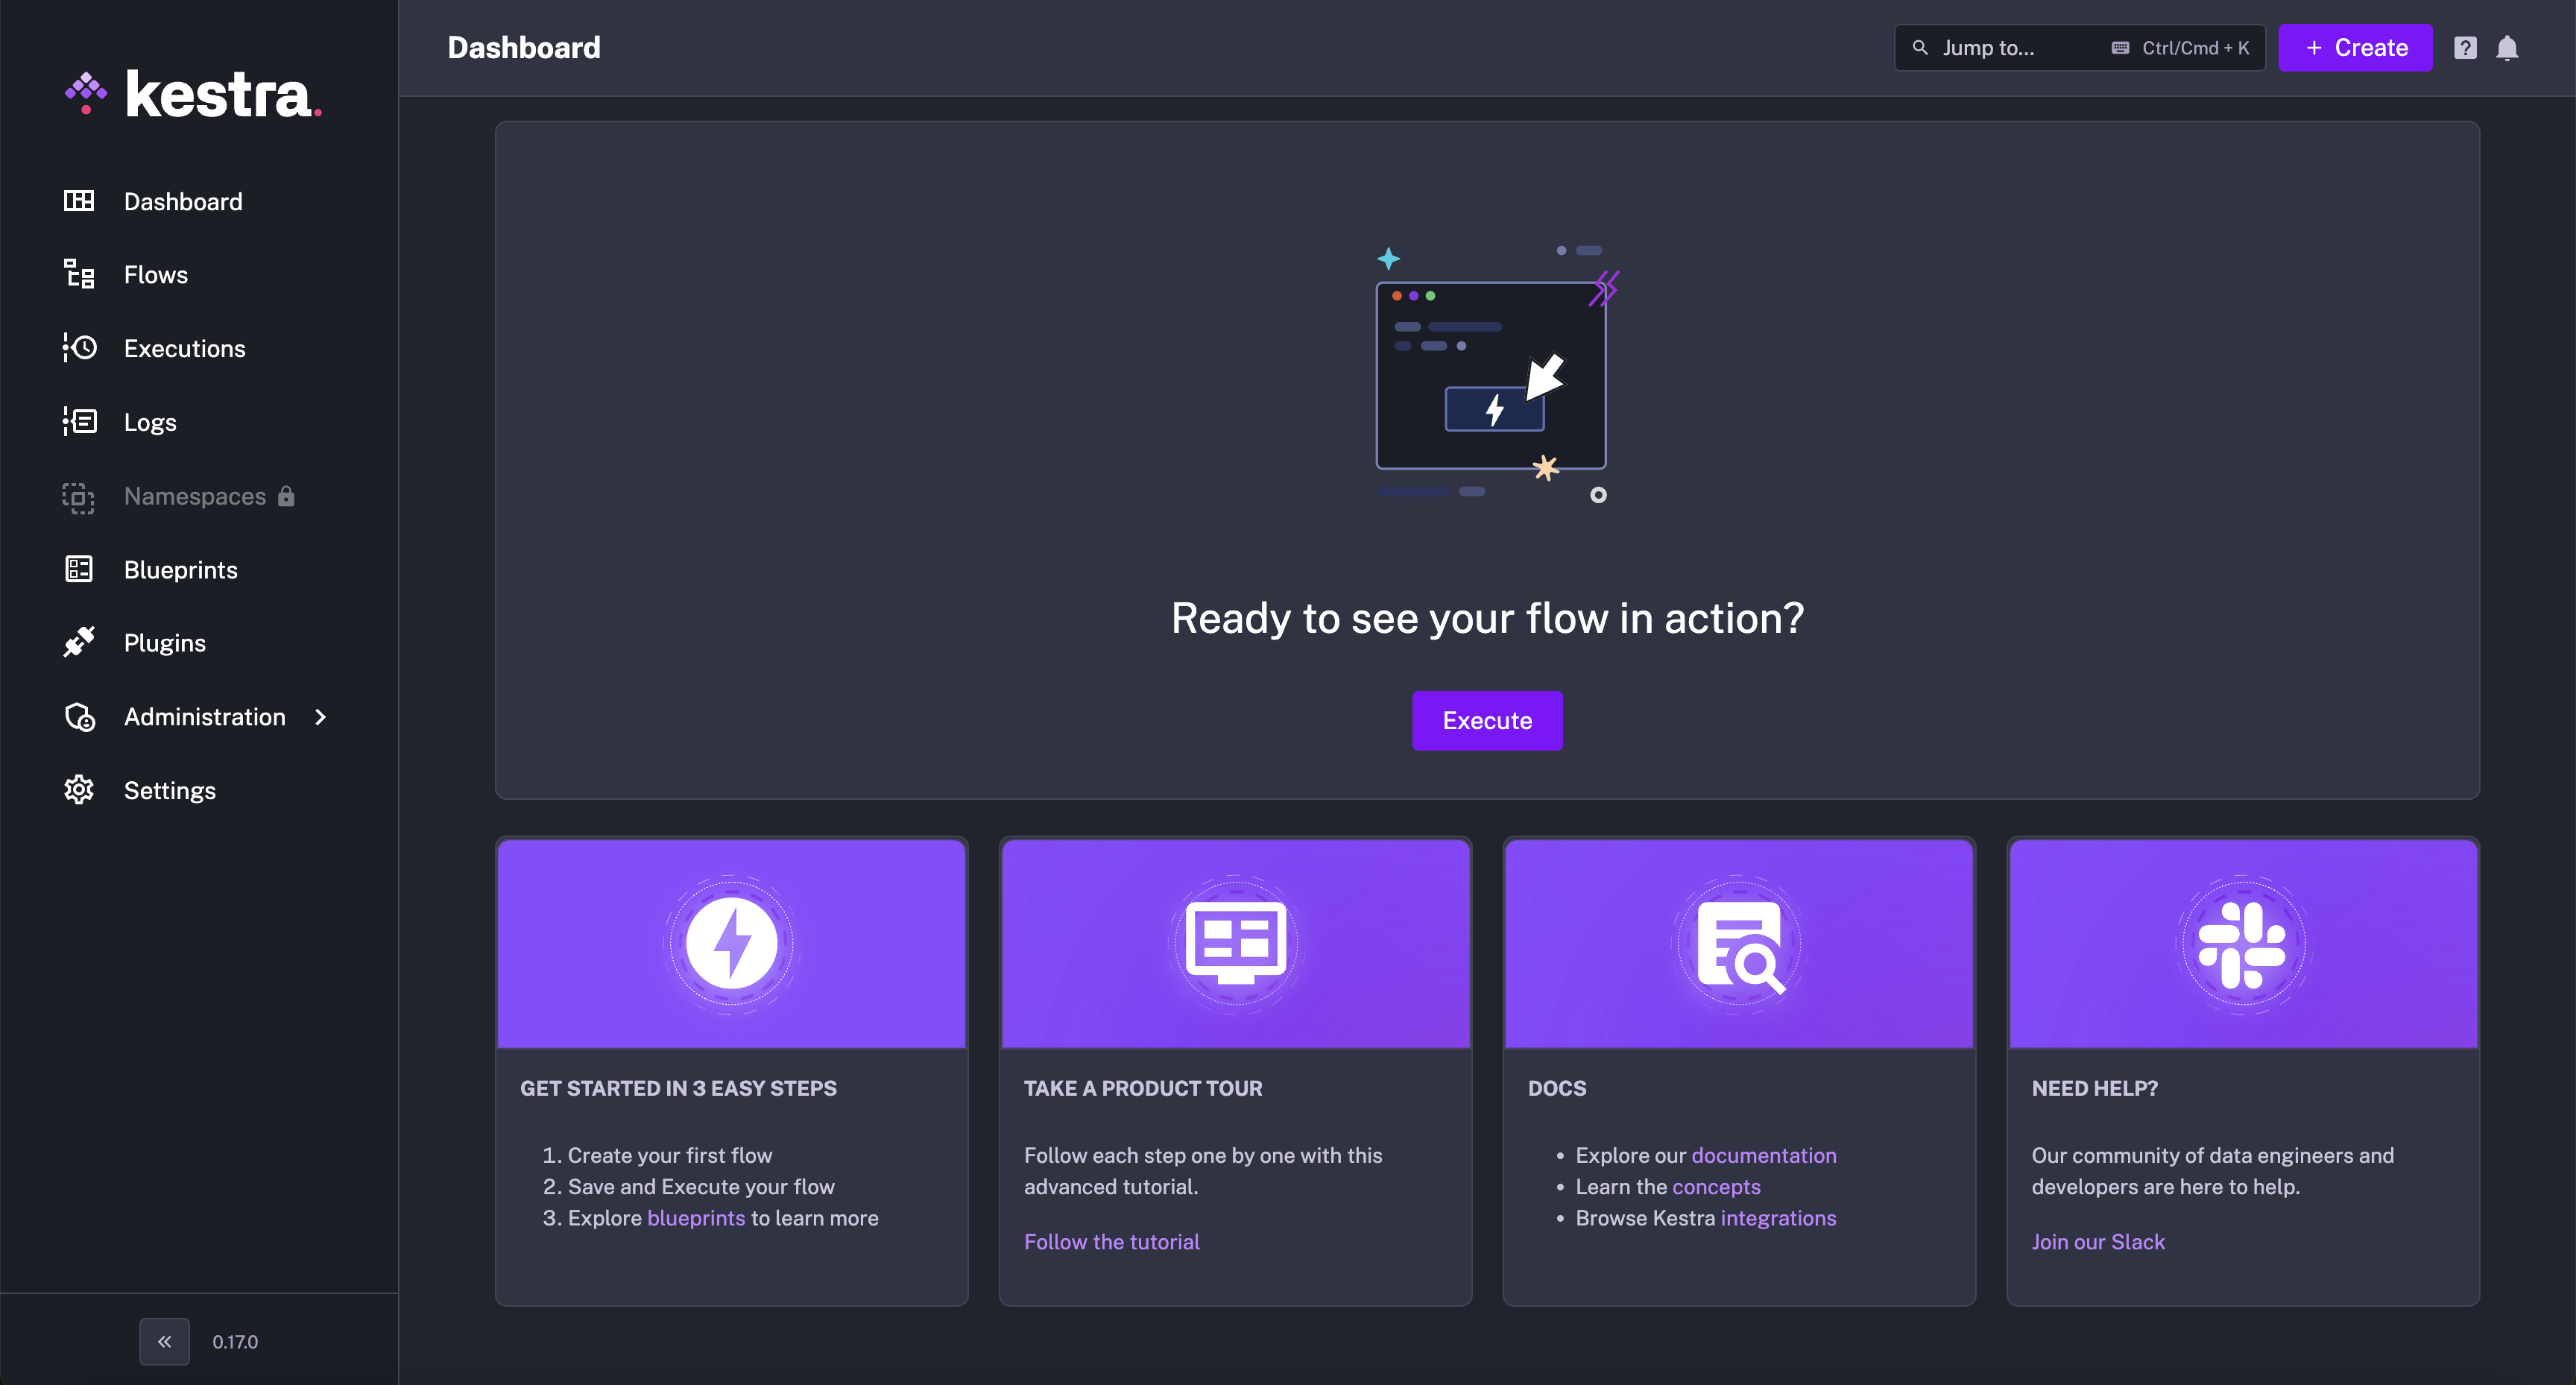 kestra.
Dashboard
Flows
Executions
Logs
Namespaces
Blueprints
Plugins
Administration
Settings
0.17.0
Dashboard
Jump to...
Ctrl/Cmd + K
+ Create
?
Ready to see your flow in action?
Execute
GET STARTED IN 3 EASY STEPS
1. Create your first flow
2. Save and Execute your flow
3. Explore blueprints to learn more
TAKE A PRODUCT TOUR
Follow each step one by one with this
advanced tutorial.
Follow the tutorial
DOCS
• Explore our documentation
• Learn the concepts
• Browse Kestra integrations
NEED HELP?
Our community of data engineers and
developers are here to help.
Join our Slack